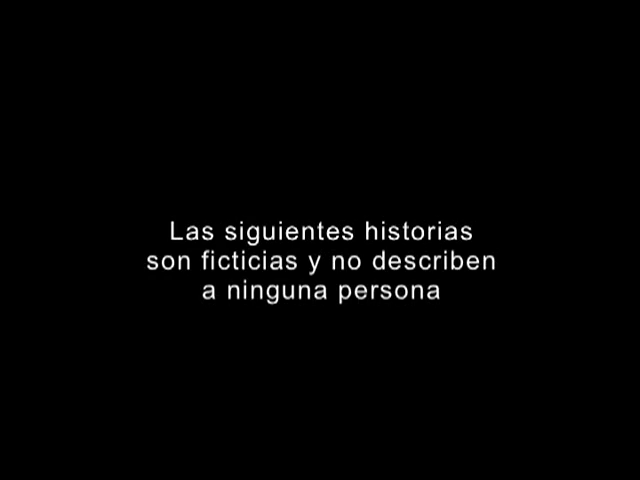 Las siguientes historias
son ficticias y no describen
a ninguna persona